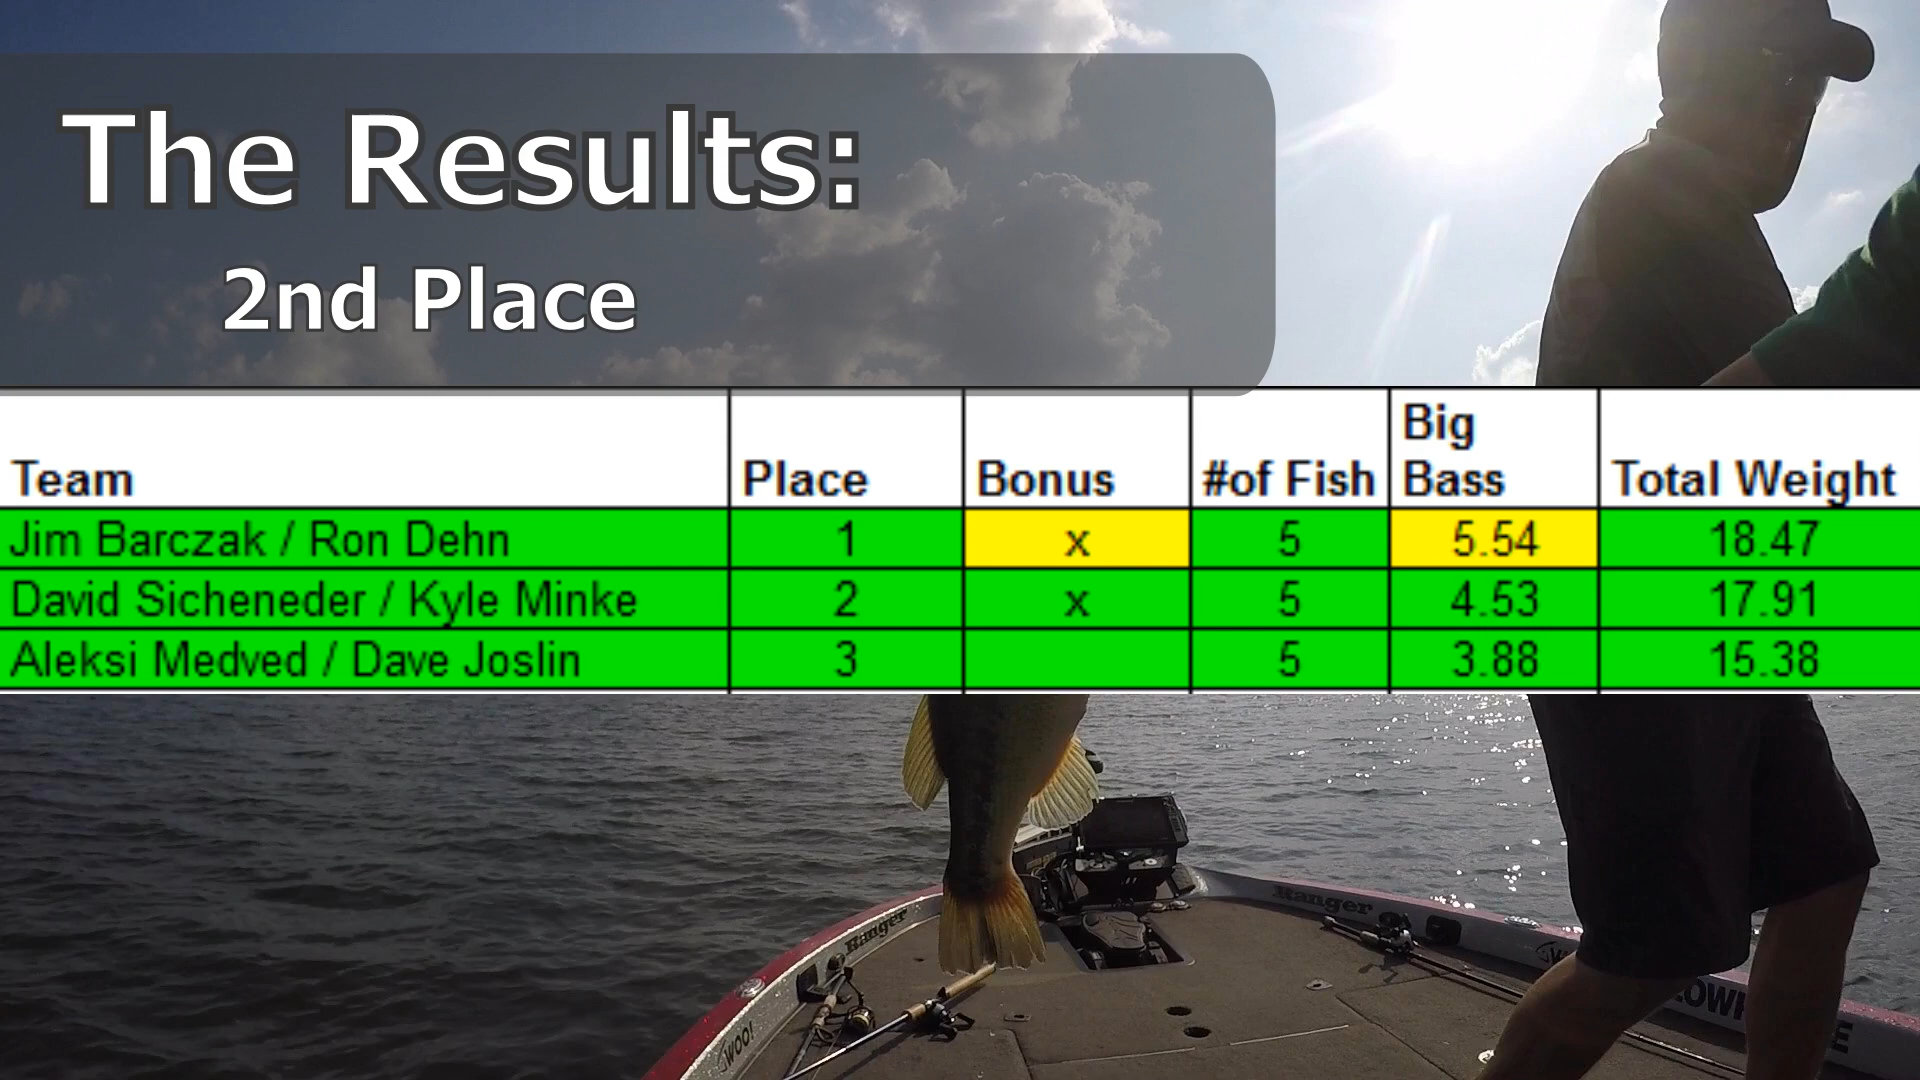 The Results:
2nd Place
Team Place Bonus #of Fish Big Bass Total Weight
Jim Barczak / Ron Dehn 1 x 5 5.54 18.47
David Sicheneder / Kyle Minke 2 x 5 4.53 17.91
Aleksi Medved / Dave Joslin 3 5 3.88 15.38
Ranger
Ranger
WOO!